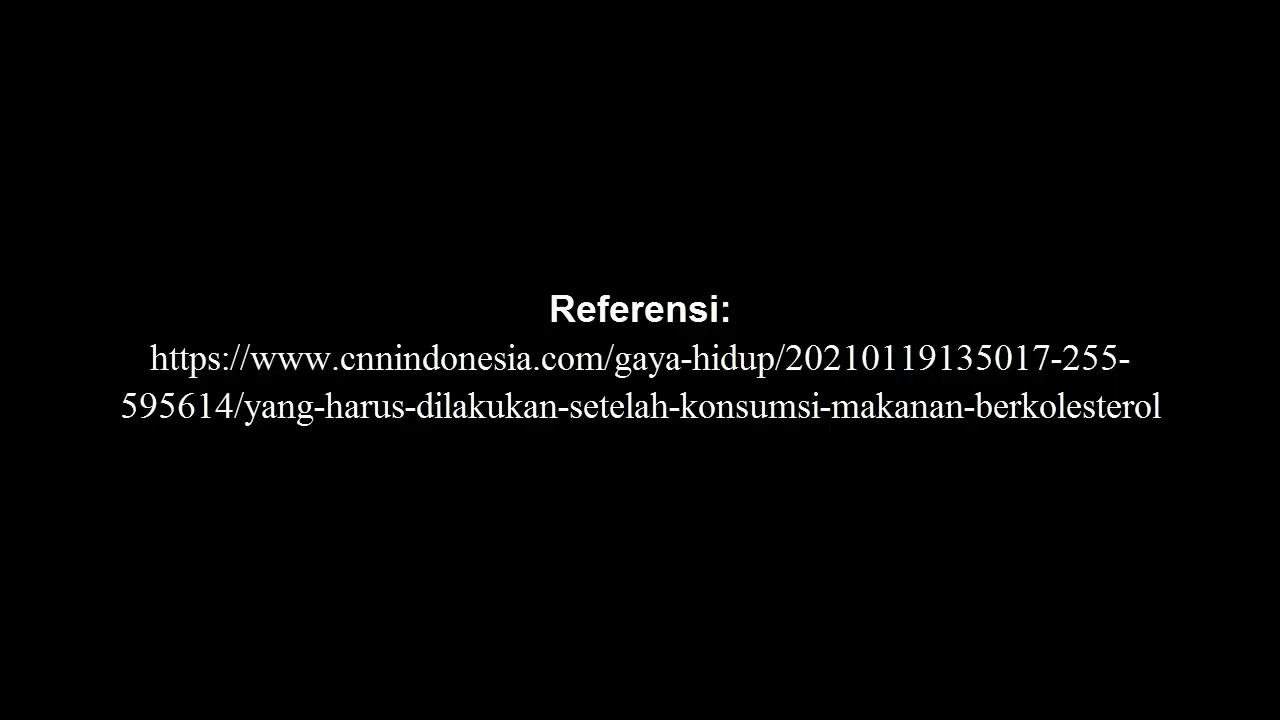 Referensi:
https://www.cnnindonesia.com/gaya-hidup/20210119135017-255-
595614/yang-harus-dilakukan-setelah-konsumsi-makanan-berkolesterol